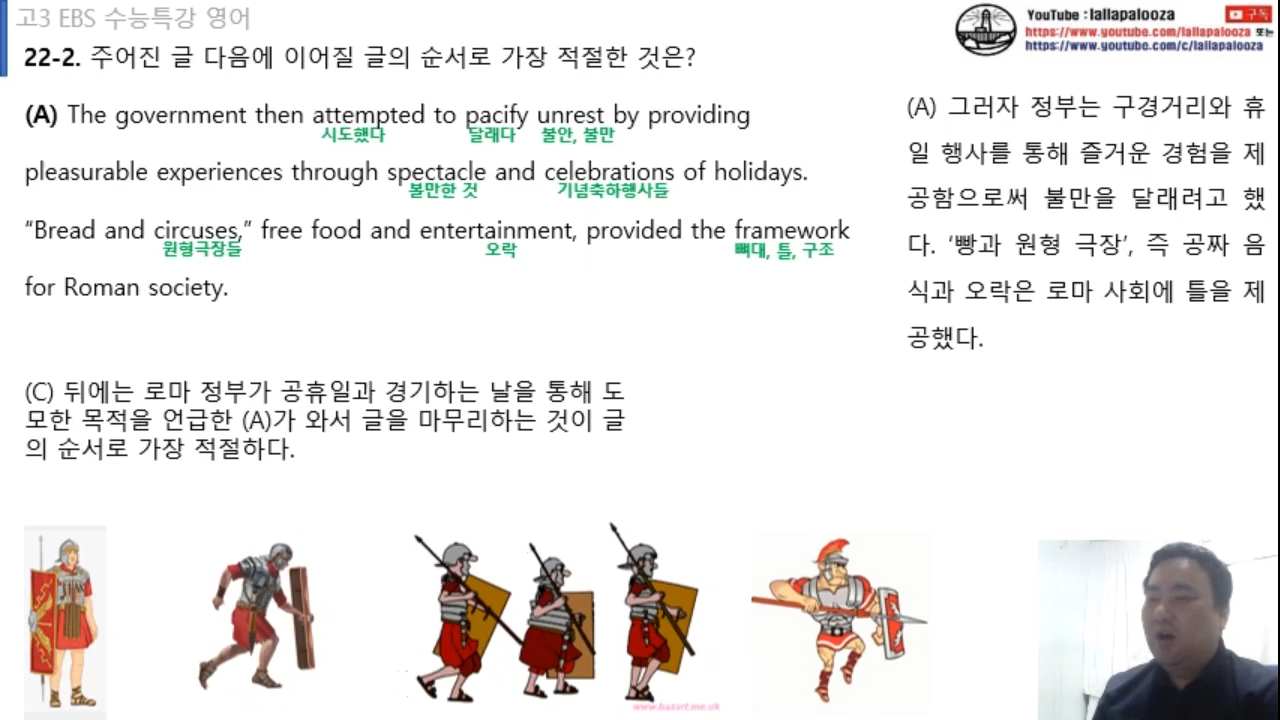 고3 EBS 수능특강 영어
22-2. 주어진 글 다음에 이어질 글의 순서로 가장 적절한 것은?
YouTube : lallapalooza
구독
https://www.youtube.com/lallapalooza 또는
https://www.youtube.com/c/lallapalooza
(A) The government then attempted to pacify unrest by providing
시도했다 달래다 불안, 불만
pleasurable experiences through spectacle and celebrations of holidays.
볼만한 것 기념축하행사들
“Bread and circuses,” free food and entertainment, provided the framework
원형극장들 오락 뼈대, 틀, 구조
for Roman society.
(A) 그러자 정부는 구경거리와 휴
일 행사를 통해 즐거운 경험을 제
공함으로써 불만을 달래려고 했
다. ‘빵과 원형 극장’, 즉 공짜 음
식과 오락은 로마 사회에 틀을 제
공했다.
(C) 뒤에는 로마 정부가 공휴일과 경기하는 날을 통해 도
모한 목적을 언급한 (A)가 와서 글을 마무리하는 것이 글
의 순서로 가장 적절하다.
www.bazart.me.uk